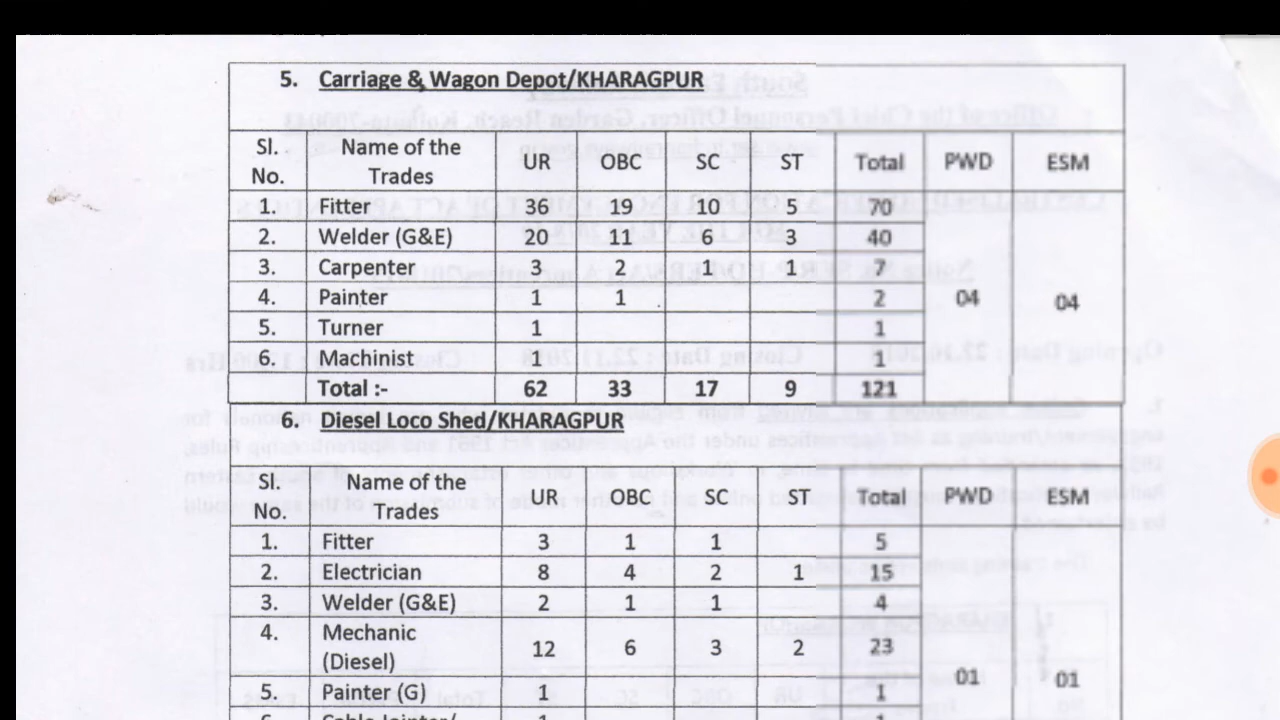 5. Carriage & Wagon Depot/KHARAGPUR
Sl. No. Name of the Trades UR OBC SC ST Total PWD ESM
1. Fitter 36 19 10 5 70
2. Welder (G&E) 20 11 6 3 40
3. Carpenter 3 2 1 1 7
4. Painter 1 1 2 04 04
5. Turner 1 1
6. Machinist 1 1
Total :- 62 33 17 9 121
6. Diesel Loco Shed/KHARAGPUR
Sl. No. Name of the Trades UR OBC SC ST Total PWD ESM
1. Fitter 3 1 1 5
2. Electrician 8 4 2 1 15
3. Welder (G&E) 2 1 1 4
4. Mechanic (Diesel) 12 6 3 2 23
5. Painter (G) 1 1 01 01